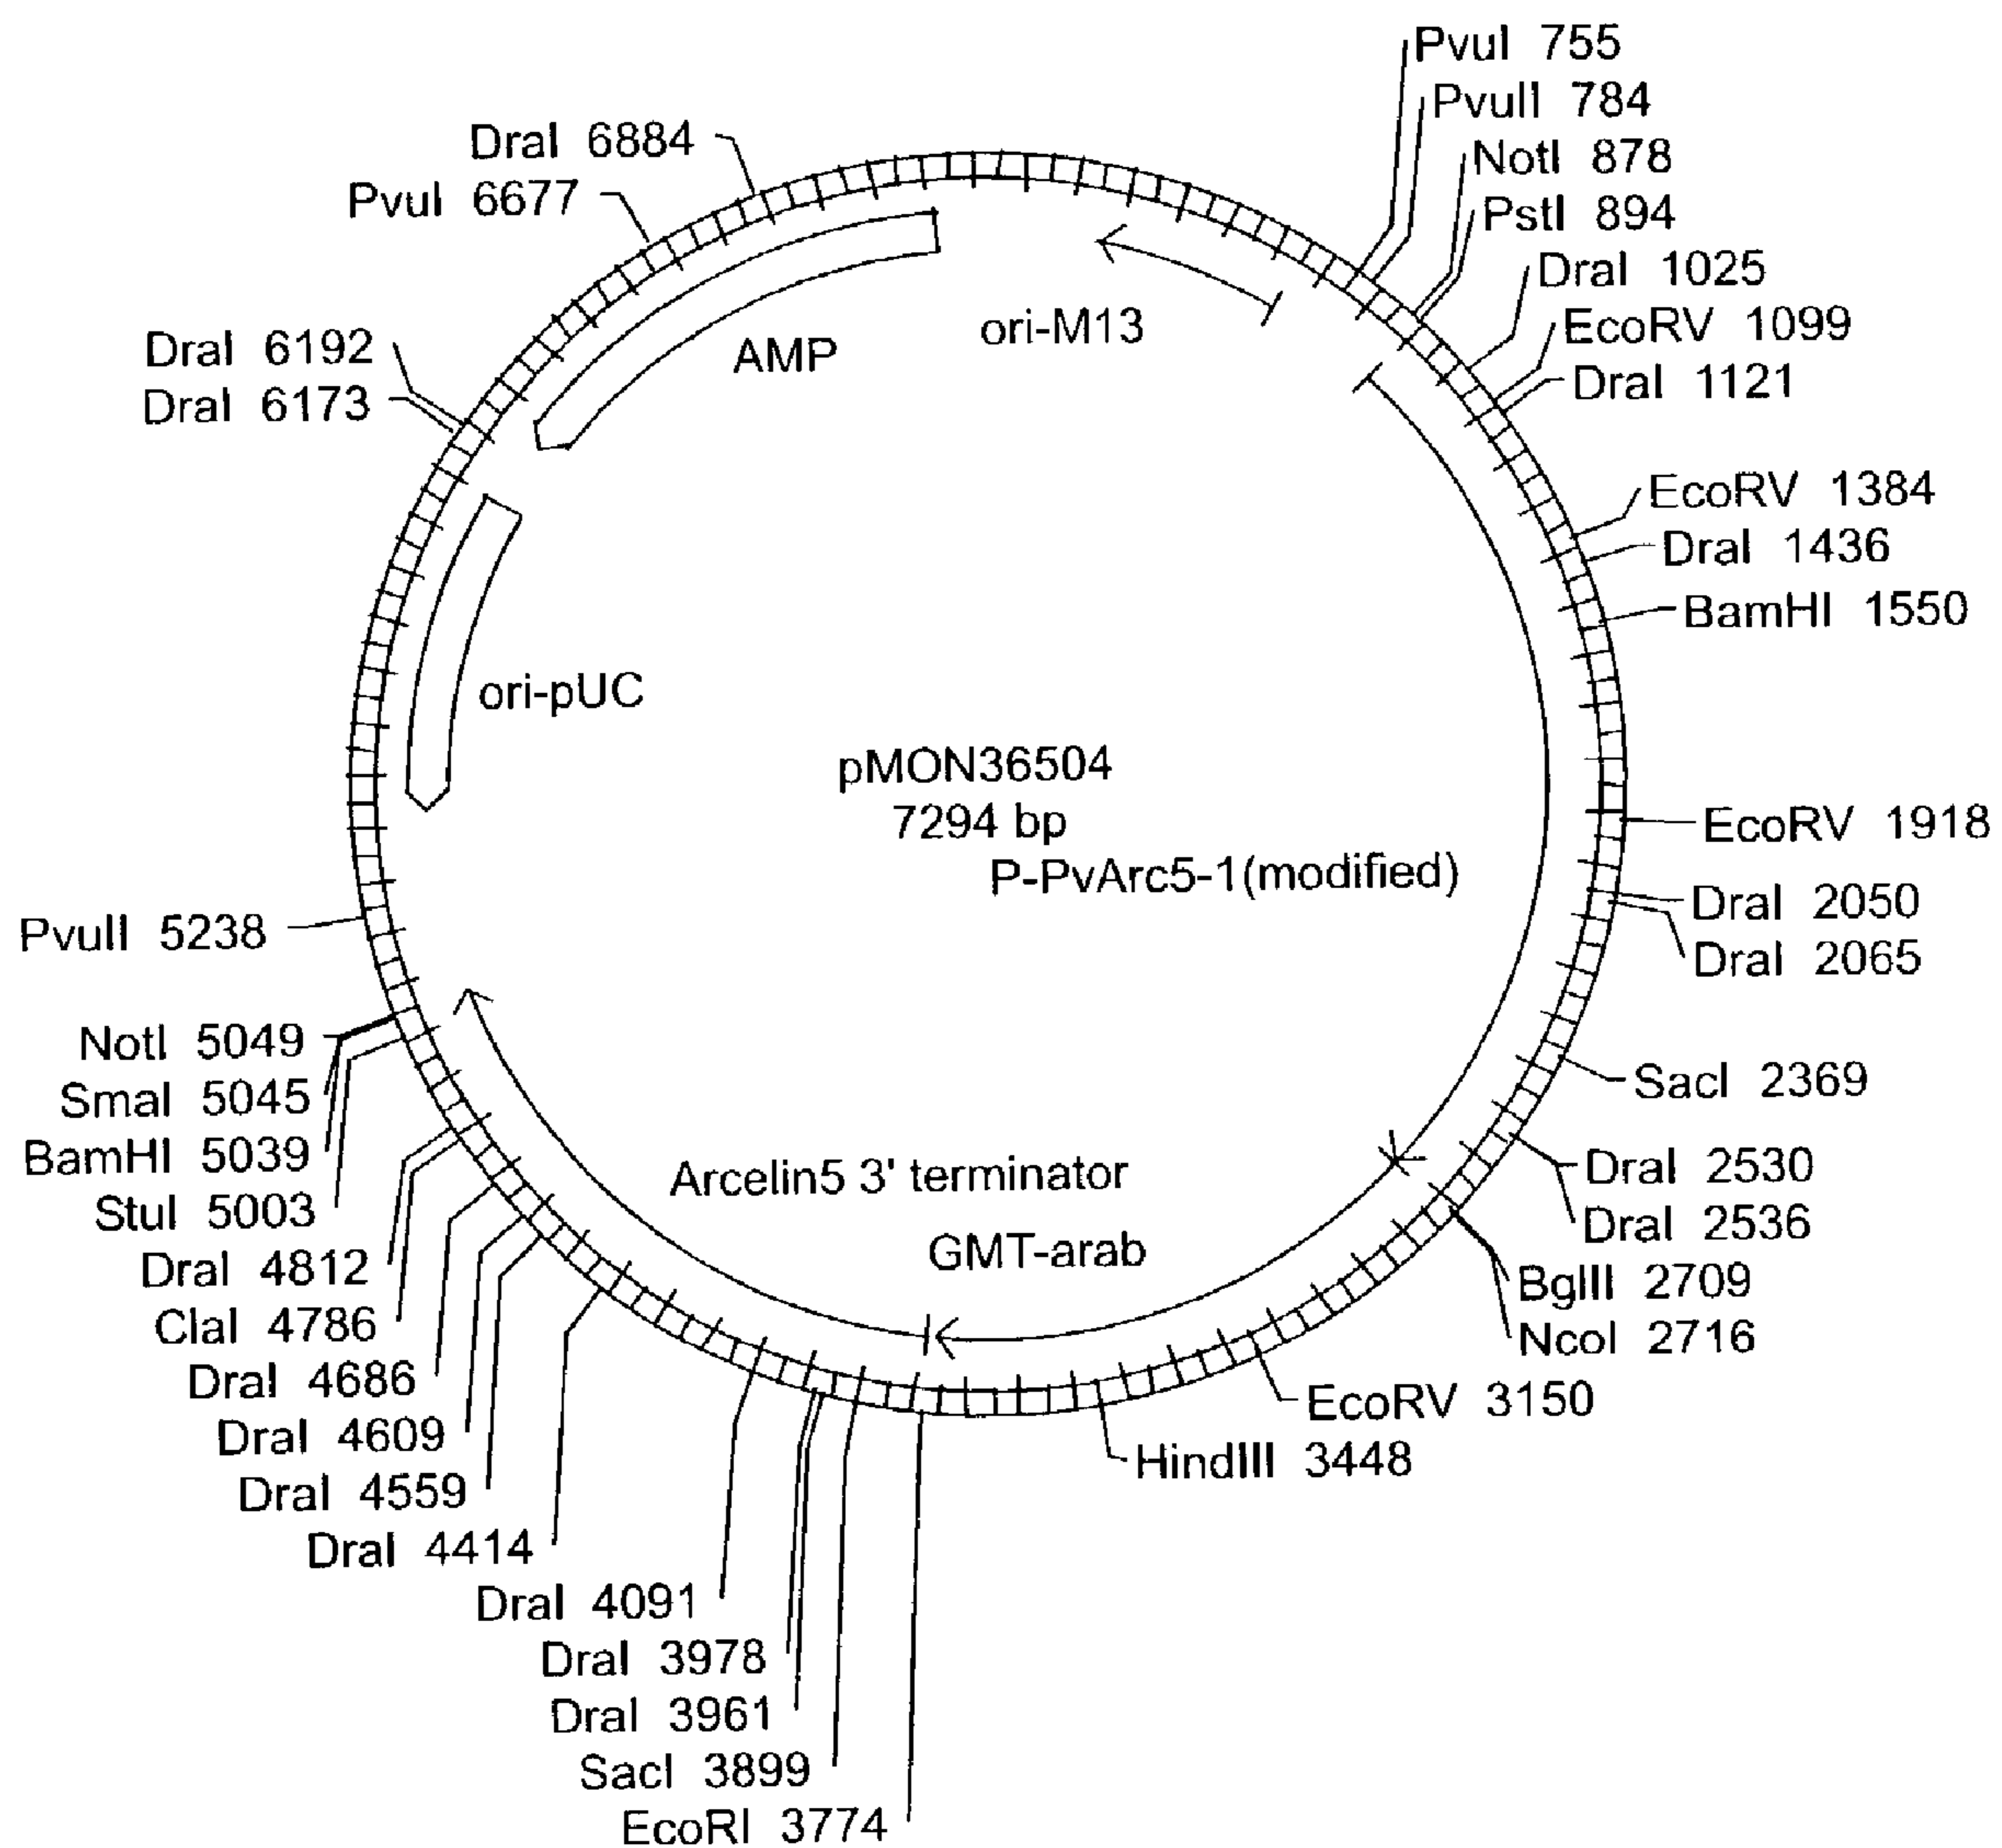 PvuI 755
PvuII 784
NotI 878
PstI 894
DraI 1025
EcoRV 1099
DraI 1121
EcoRV 1384
DraI 1436
BamHI 1550
EcoRV 1918
DraI 2050
DraI 2065
SacI 2369
DraI 2530
DraI 2536
BglII 2709
NcoI 2716
EcoRV 3150
HindIII 3448
EcoRI 3774
SacI 3899
DraI 3961
DraI 3978
DraI 4091
DraI 4414
DraI 4559
DraI 4609
DraI 4686
ClaI 4786
DraI 4812
StuI 5003
BamHI 5039
SmaI 5045
NotI 5049
PvuII 5238
DraI 6173
DraI 6192
PvuI 6677
DraI 6884
ori-M13
AMP
ori-pUC
pMON36504
7294 bp
P-PvArc5-1(modified)
Arcelin5 3' terminator
GMT-arab